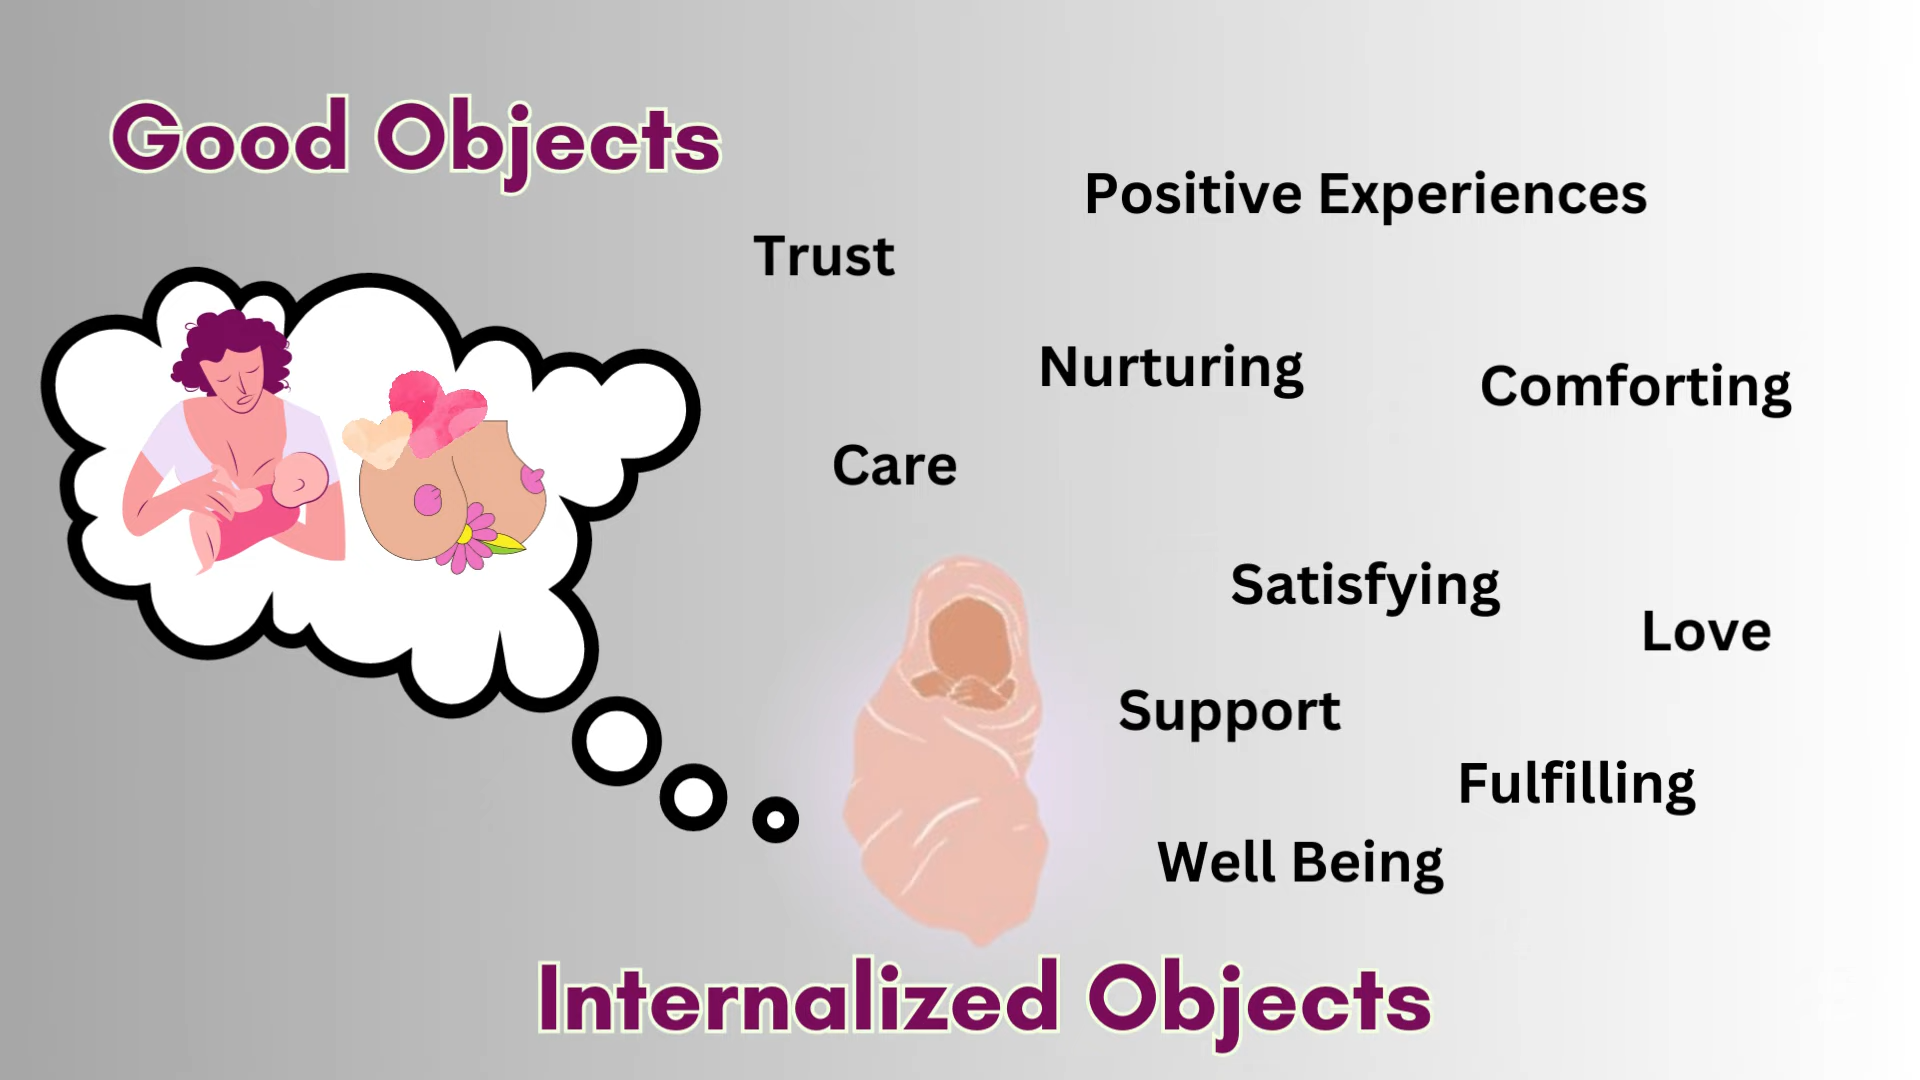 Good Objects
Positive Experiences
Trust
Nurturing
Comforting
Care
Satisfying
Love
Support
Fulfilling
Well Being
Internalized Objects